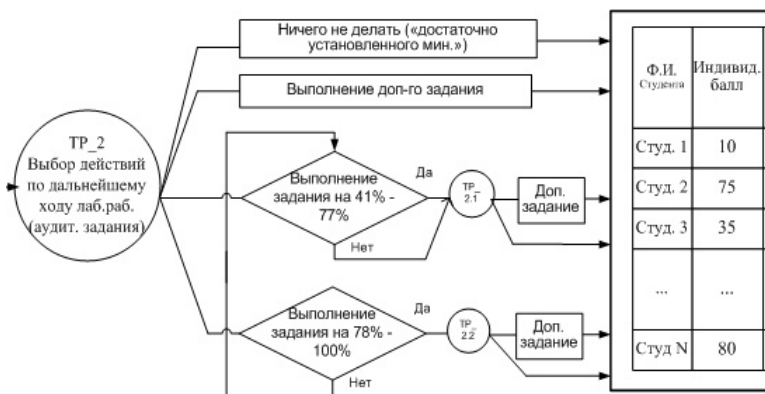 Ничего не делать («достаточно
установленного мин.»)
Выполнение доп-го задания
ТР_2
Выбор действий
по дальнейшему
ходу лаб.раб.
(аудит. задания)
Выполнение
задания на 41% -
77%
Да
Нет
ТР_
2.1
Доп.
задание
Выполнение
задания на 78% -
100%
Да
Нет
ТР_
2.2
Доп.
задание
Ф.И.
Студента
Индивид.
балл
Студ. 1
10
Студ. 2
75
Студ. 3
35
...
...
Студ N
80